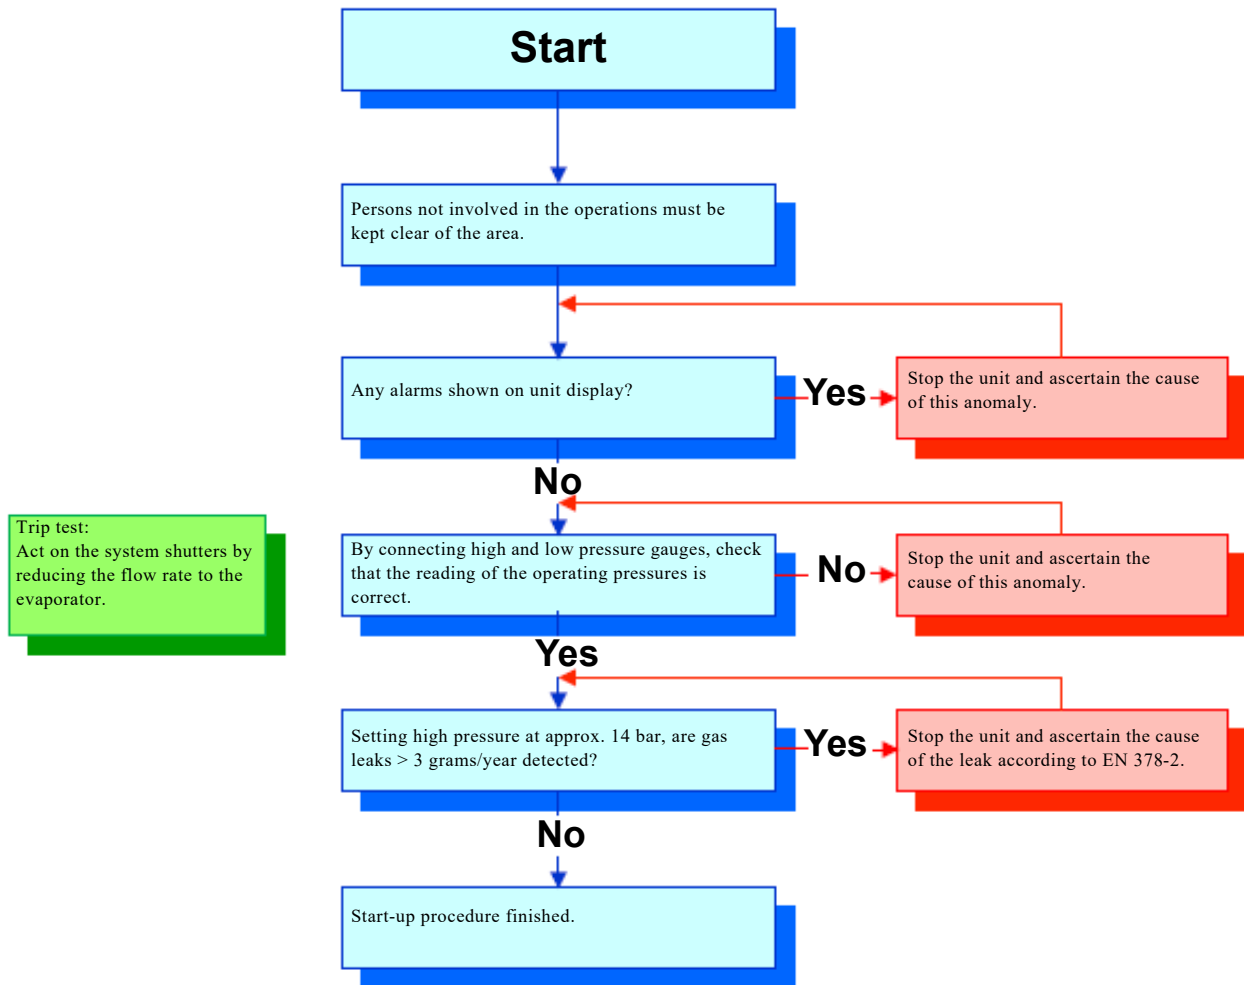 Start
Persons not involved in the operations must be
kept clear of the area.
Any alarms shown on unit display?
Yes
Stop the unit and ascertain the cause
of this anomaly.
No
Trip test:
Act on the system shutters by
reducing the flow rate to the
evaporator.
By connecting high and low pressure gauges, check
that the reading of the operating pressures is
correct.
No
Stop the unit and ascertain the
cause of this anomaly.
Yes
Setting high pressure at approx. 14 bar, are gas
leaks > 3 grams/year detected?
Yes
Stop the unit and ascertain the cause
of the leak according to EN 378-2.
No
Start-up procedure finished.